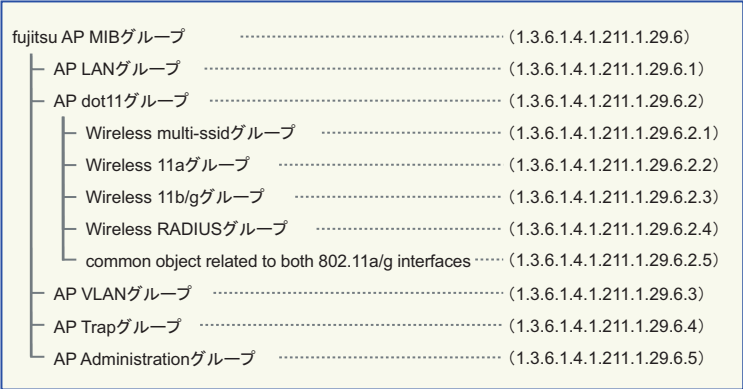 fujitsu AP MIBグループ ………………………………… （1.3.6.1.4.1.211.1.29.6）
AP LANグループ ………………………………… （1.3.6.1.4.1.211.1.29.6.1）
AP dot11グループ ………………………………… （1.3.6.1.4.1.211.1.29.6.2）
Wireless multi-ssidグループ ………………………… （1.3.6.1.4.1.211.1.29.6.2.1）
Wireless 11aグループ ………………………… （1.3.6.1.4.1.211.1.29.6.2.2）
Wireless 11b/gグループ ………………………… （1.3.6.1.4.1.211.1.29.6.2.3）
Wireless RADIUSグループ ………………………… （1.3.6.1.4.1.211.1.29.6.2.4）
common object related to both 802.11a/g interfaces …… （1.3.6.1.4.1.211.1.29.6.2.5）
AP VLANグループ ………………………………… （1.3.6.1.4.1.211.1.29.6.3）
AP Trapグループ ………………………………… （1.3.6.1.4.1.211.1.29.6.4）
AP Administrationグループ ………………………… （1.3.6.1.4.1.211.1.29.6.5）